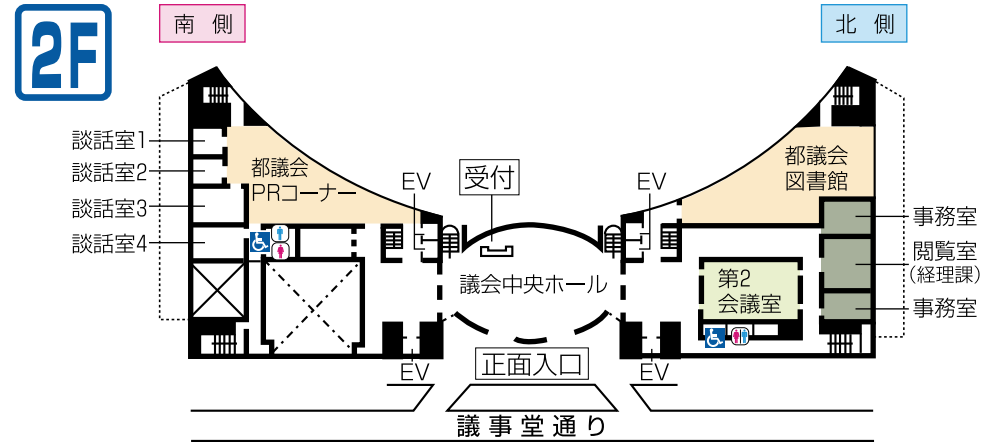 2F
南側
北側
談話室1
談話室2
談話室3
談話室4
都議会
PRコーナー
EV
受付
EV
都議会
図書館
事務室
閲覧室
(経理課)
事務室
議会中央ホール
第2
会議室
EV
正面入口
EV
議事堂通り